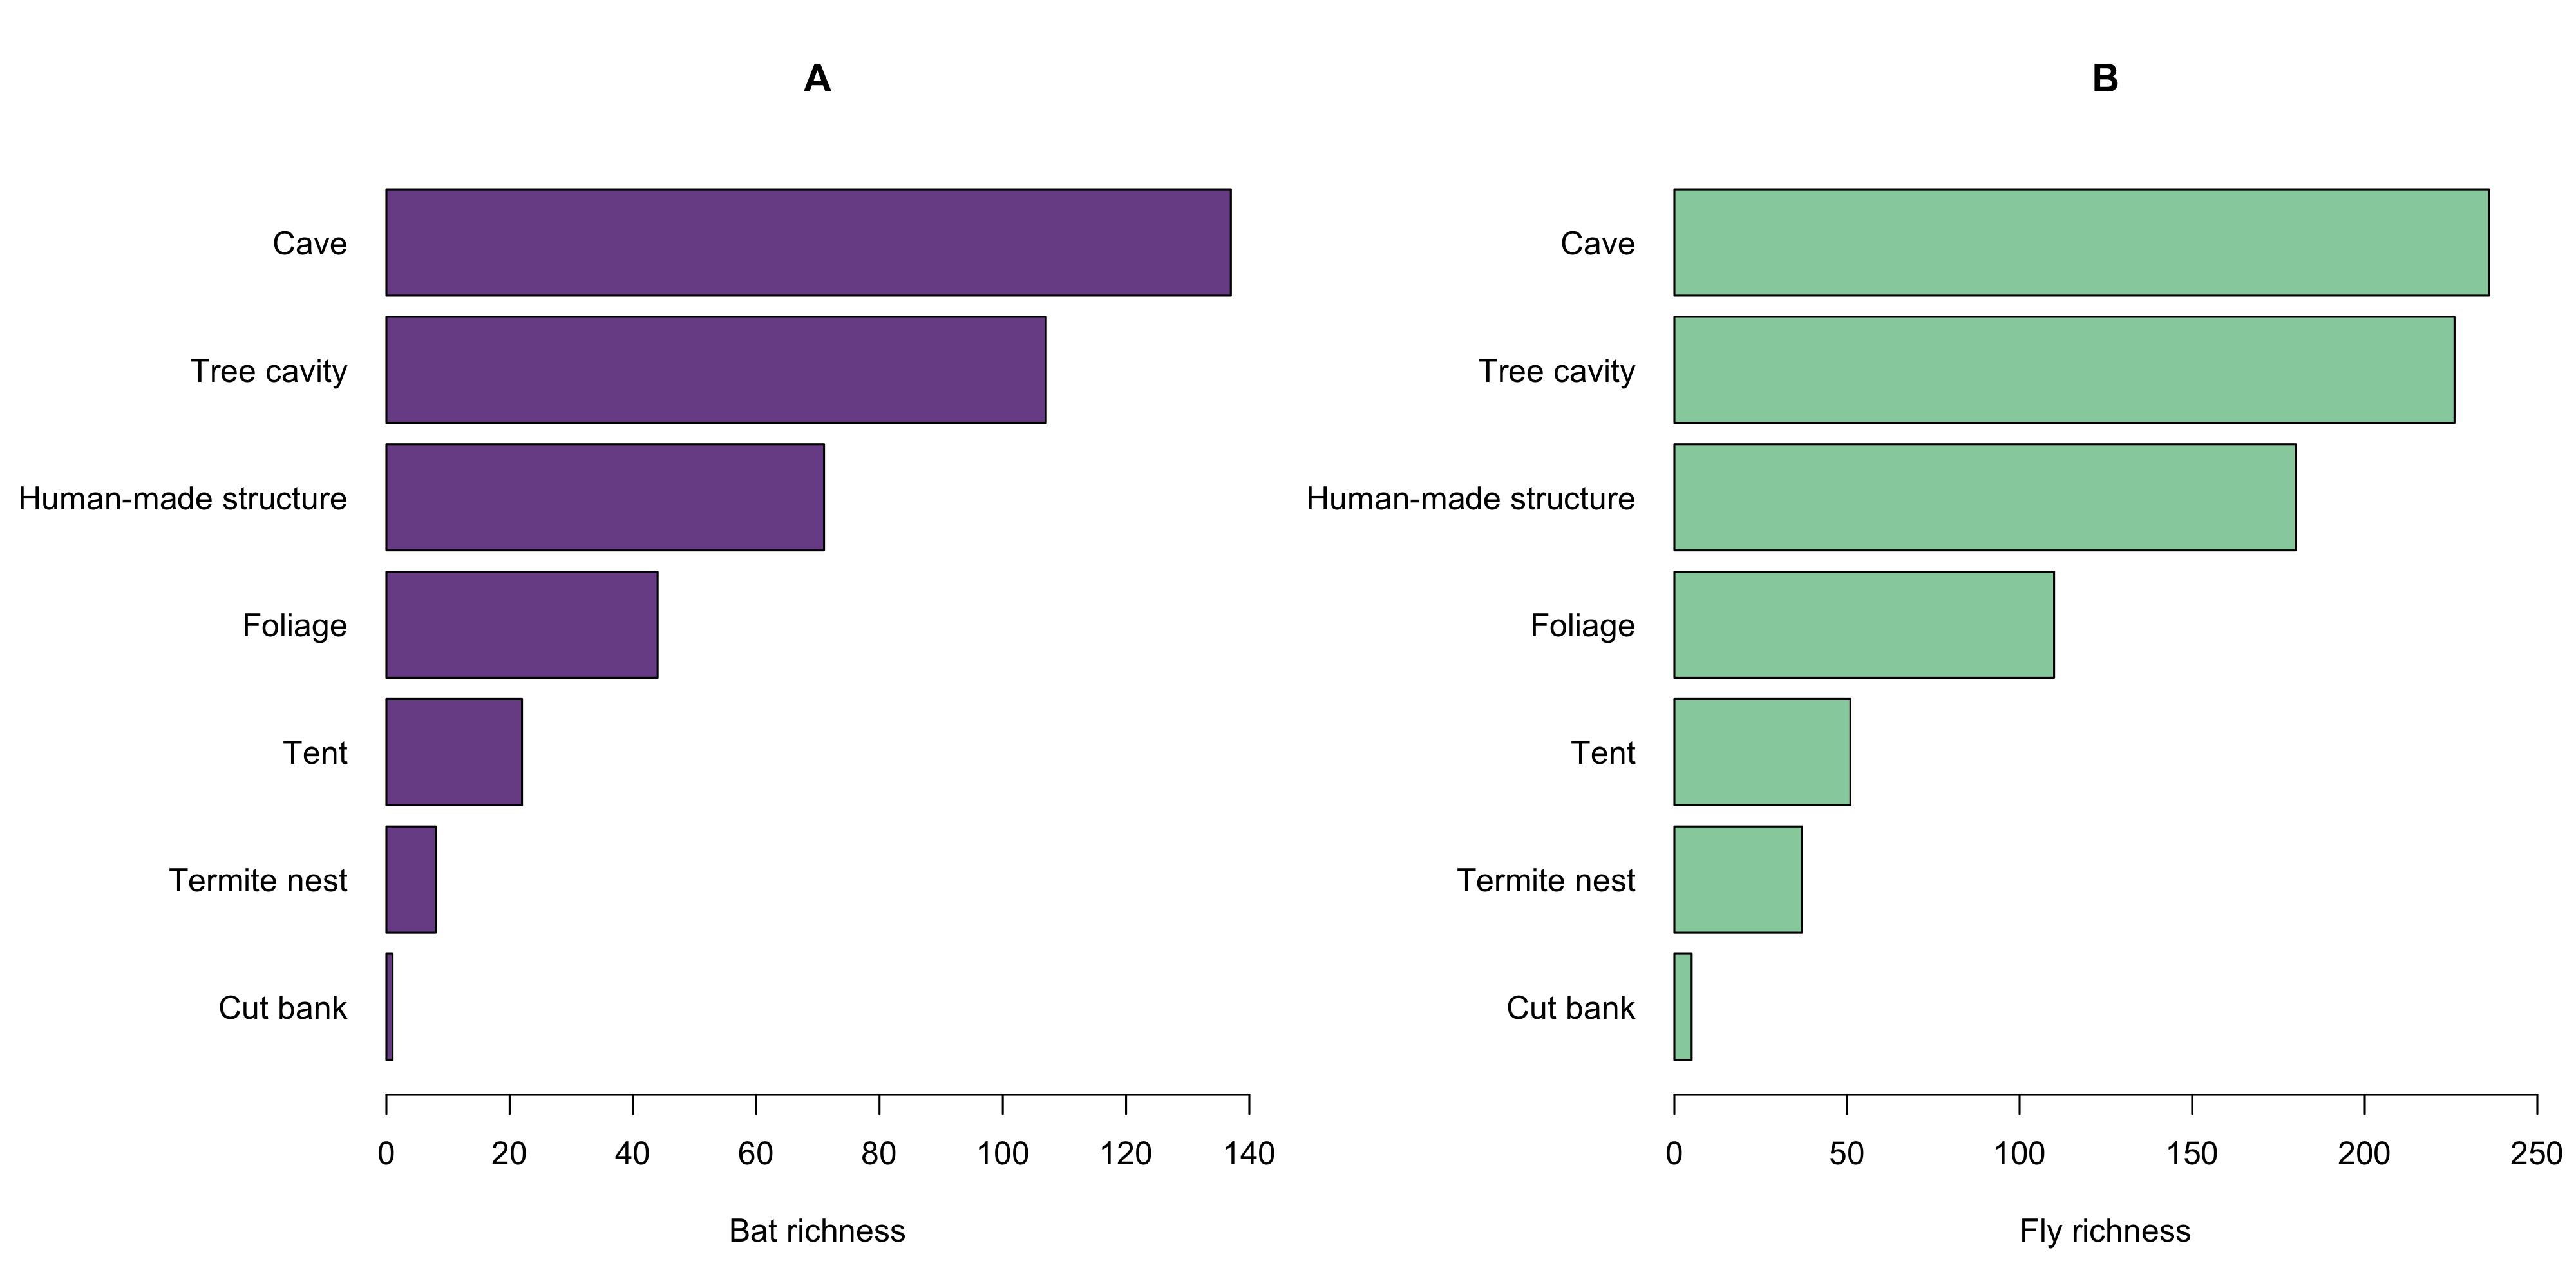 A
Cave
Tree cavity
Human-made structure
Foliage
Tent
Termite nest
Cut bank
0 20 40 60 80 100 120 140
Bat richness
B
Cave
Tree cavity
Human-made structure
Foliage
Tent
Termite nest
Cut bank
0 50 100 150 200 250
Fly richness